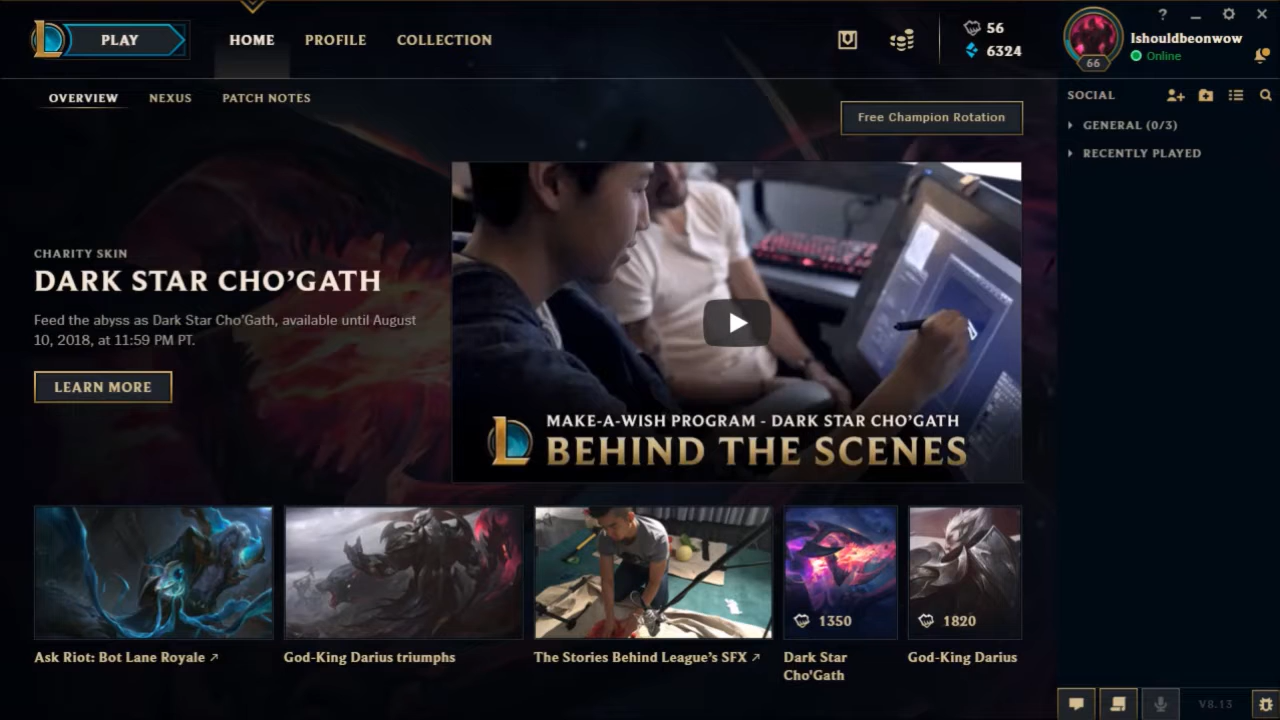 PLAY
HOME
PROFILE
COLLECTION
56
6324
?
66
Ishouldbeonwow
Online
OVERVIEW
NEXUS
PATCH NOTES
Free Champion Rotation
SOCIAL
GENERAL (0/3)
RECENTLY PLAYED
CHARITY SKIN
DARK STAR CHO'GATH
Feed the abyss as Dark Star Cho'Gath, available until August
10, 2018, at 11:59 PM PT.
LEARN MORE
MAKE-A-WISH PROGRAM - DARK STAR CHO'GATH
BEHIND THE SCENES
1350
1820
Ask Riot: Bot Lane Royale ↗
God-King Darius triumphs
The Stories Behind League's SFX ↗
Dark Star
Cho'Gath
God-King Darius
V8.13